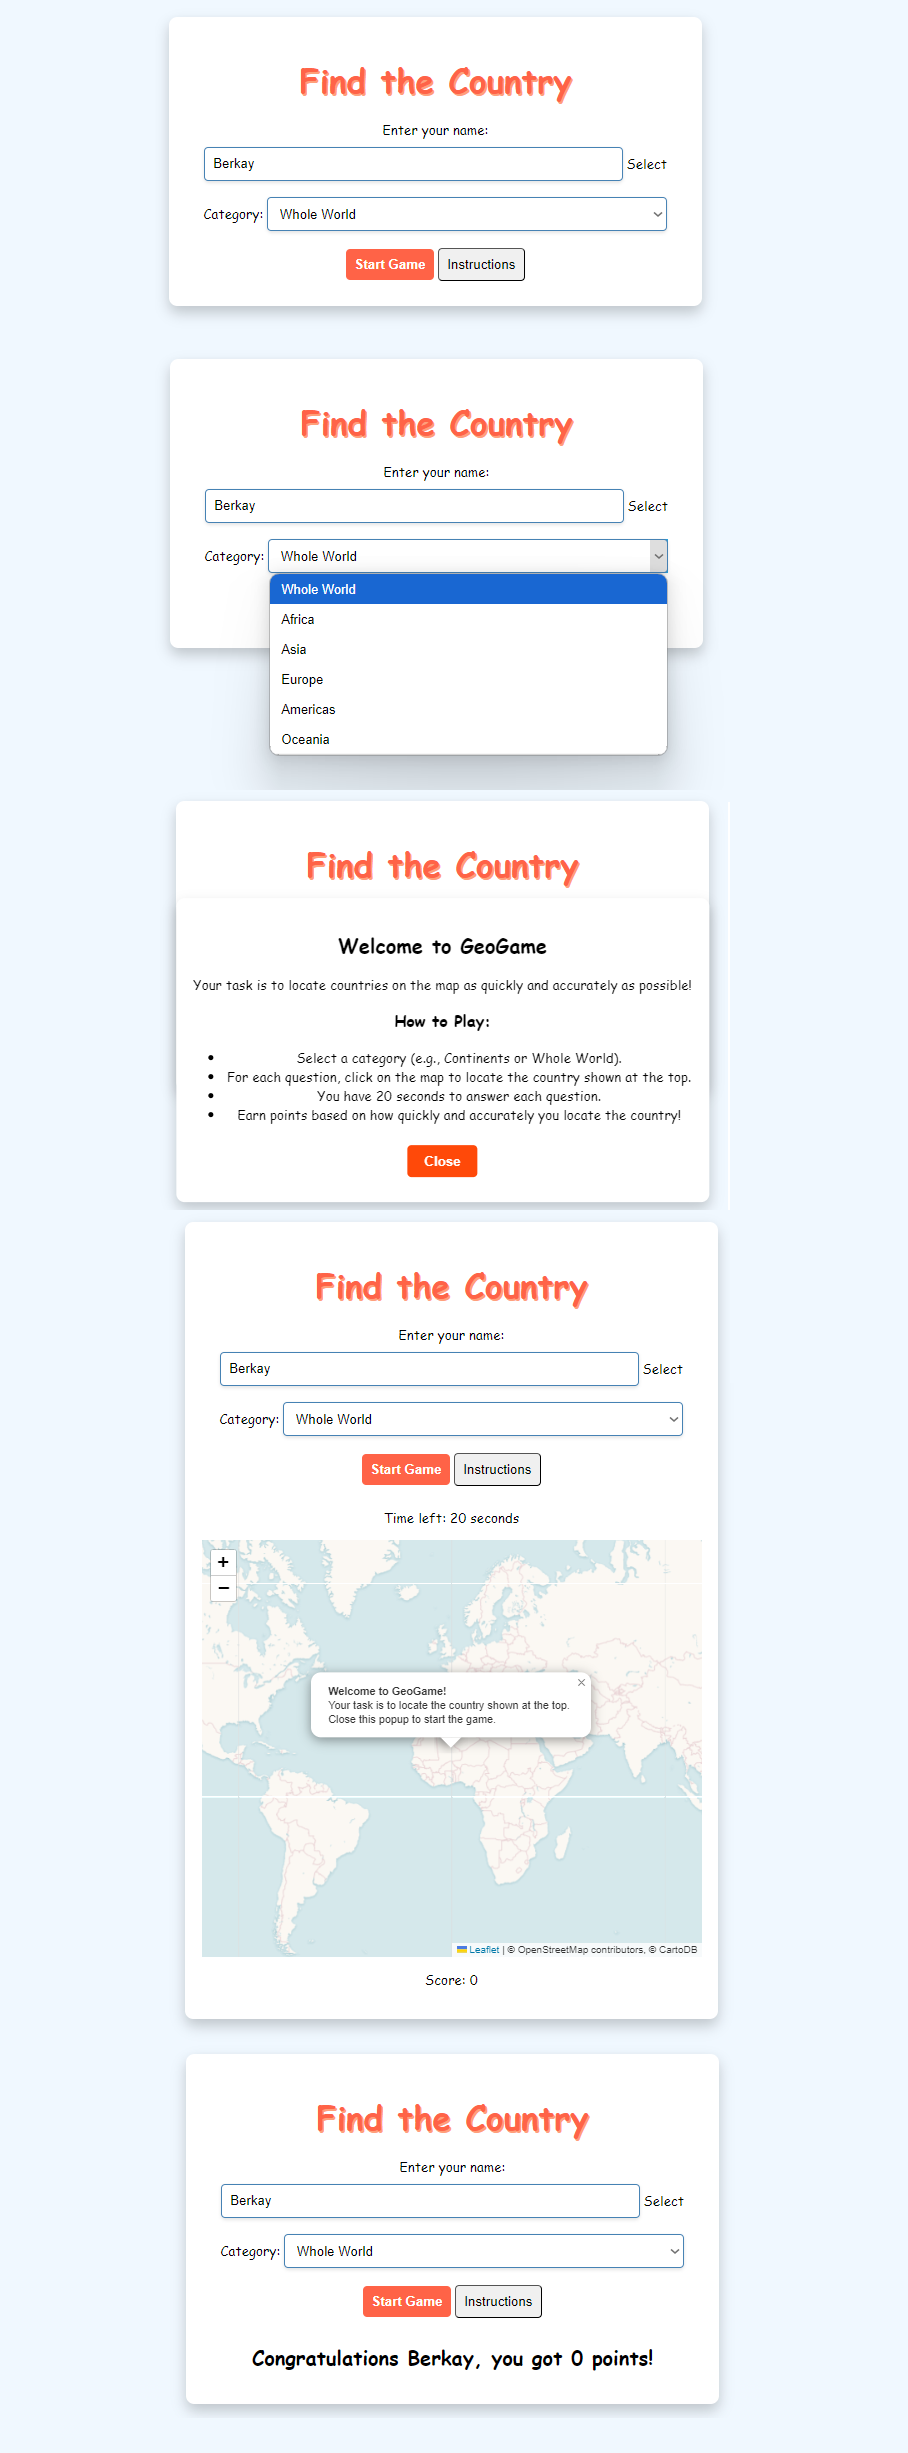 Find the Country
Enter your name:
Berkay Select
Category: Whole World
Start Game Instructions
Find the Country
Enter your name:
Berkay Select
Category: Whole World
Whole World
Africa
Asia
Europe
Americas
Oceania
Find the Country
Welcome to GeoGame
Your task is to locate countries on the map as quickly and accurately as possible!
How to Play:
• Select a category (e.g., Continents or Whole World).
• For each question, click on the map to locate the country shown at the top.
• You have 20 seconds to answer each question.
• Earn points based on how quickly and accurately you locate the country!
Close
Find the Country
Enter your name:
Berkay Select
Category: Whole World
Start Game Instructions
Time left: 20 seconds
+
−
×
Welcome to GeoGame!
Your task is to locate the country shown at the top.
Close this popup to start the game.
Leaflet | © OpenStreetMap contributors, © CartoDB
Score: 0
Find the Country
Enter your name:
Berkay Select
Category: Whole World
Start Game Instructions
Congratulations Berkay, you got 0 points!